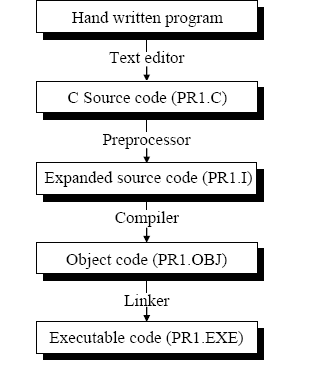 Hand written program
Text editor
C Source code (PR1.C)
Preprocessor
Expanded source code (PR1.I)
Compiler
Object code (PR1.OBJ)
Linker
Executable code (PR1.EXE)